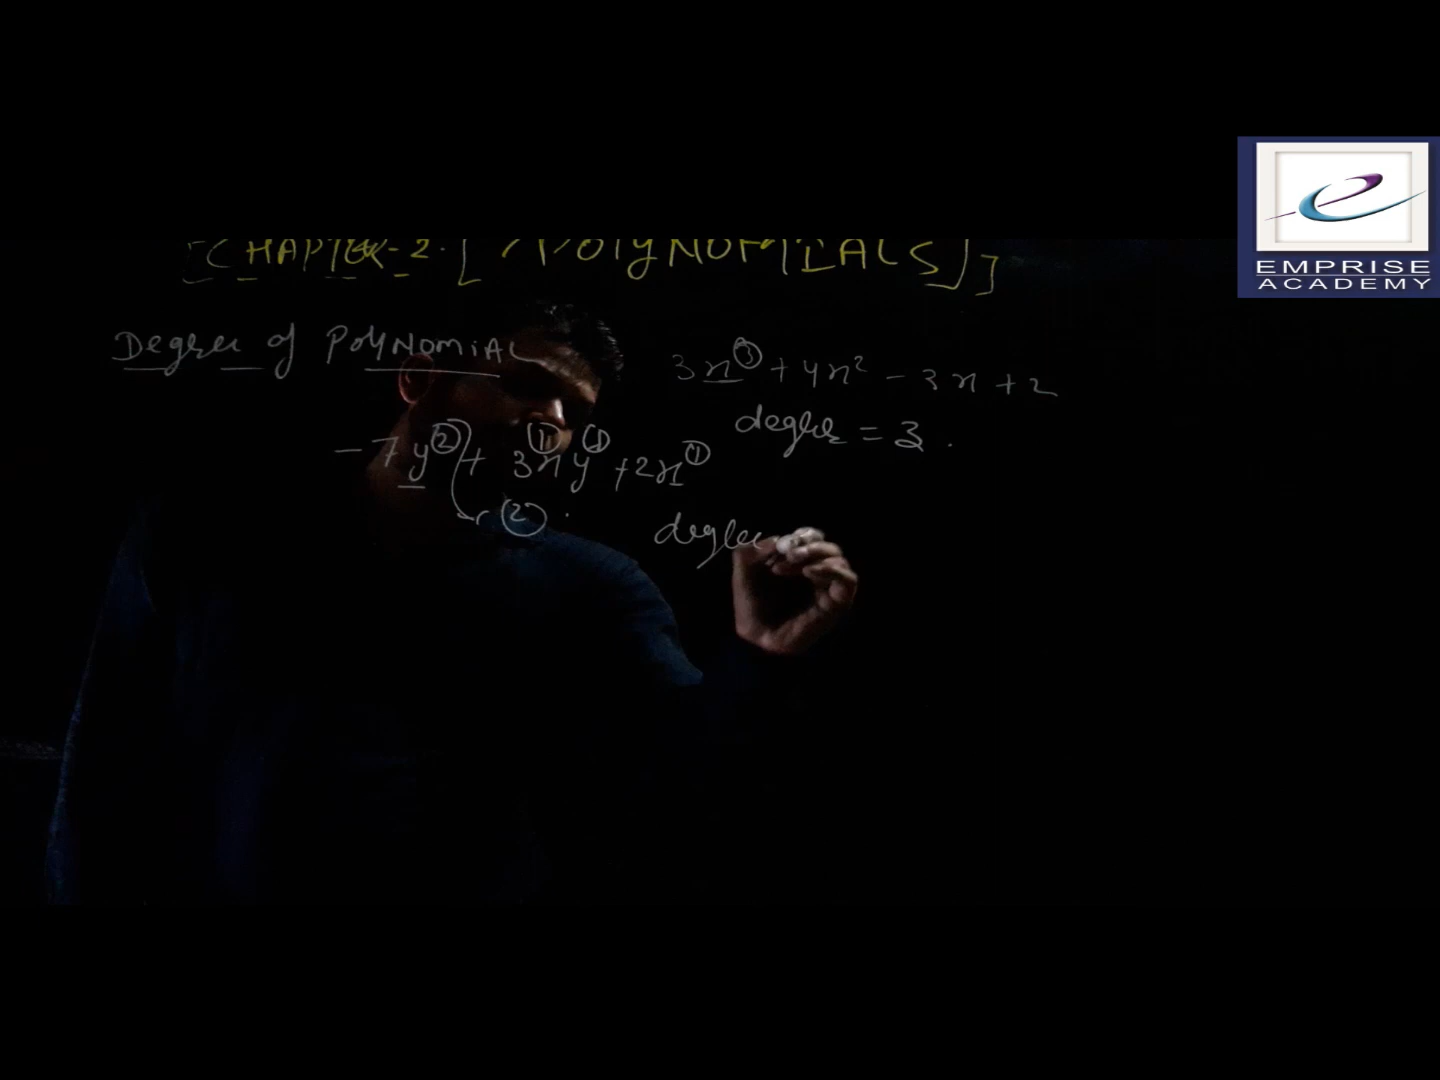 [CHAPTER-2. [POLYNOMIALS]]
Degree of POLYNOMIAL
3x³ + 4x² - 3x + 2
degree = 3.
-7y² + 3x¹y¹ + 2x¹
2.
degree
EMPRISE
ACADEMY